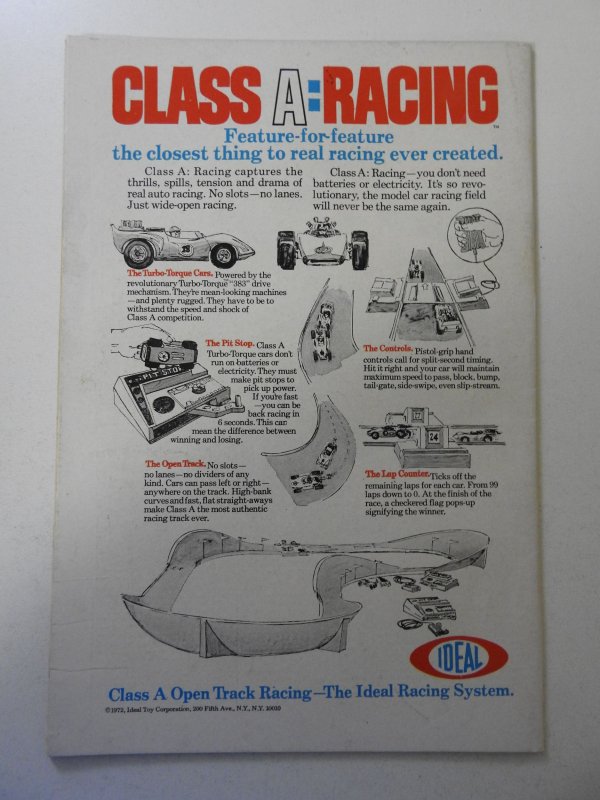 CLASS A:RACING
TM
Feature-for-feature
the closest thing to real racing ever created.
Class A: Racing captures the
thrills, spills, tension and drama of
real auto racing. No slots—no lanes.
Just wide-open racing.
Class A: Racing—you don't need
batteries or electricity. It's so revo-
lutionary, the model car racing field
will never be the same again.
The Turbo-Torque Cars. Powered by the
revolutionary Turbo-Torque "383" drive
mechanism. They're mean-looking machines
—and plenty rugged. They have to be to
withstand the speed and shock of
Class A competition.
The Pit Stop. Class A
Turbo-Torque cars don't
run on batteries or
electricity. They must
make pit stops to
pick up power.
If you're fast
—you can be
back racing in
6 seconds. This can
mean the difference between
winning and losing.
PIT STOP
The Controls. Pistol-grip hand
controls call for split-second timing.
Hit it right and your car will maintain
maximum speed to pass, block, bump,
tail-gate, side-swipe, even slip-stream.
24
The Open Track. No slots—
no lanes—no dividers of any
kind. Cars can pass left or right—
anywhere on the track. High-bank
curves and fast, flat straight-aways
make Class A the most authentic
racing track ever.
The Lap Counter. Ticks off the
remaining laps for each car. From 99
laps down to 0. At the finish of the
race, a checkered flag pops-up
signifying the winner.
IDEAL
Class A Open Track Racing—The Ideal Racing System.
©1972, Ideal Toy Corporation, 200 Fifth Ave., N.Y., N.Y. 10010